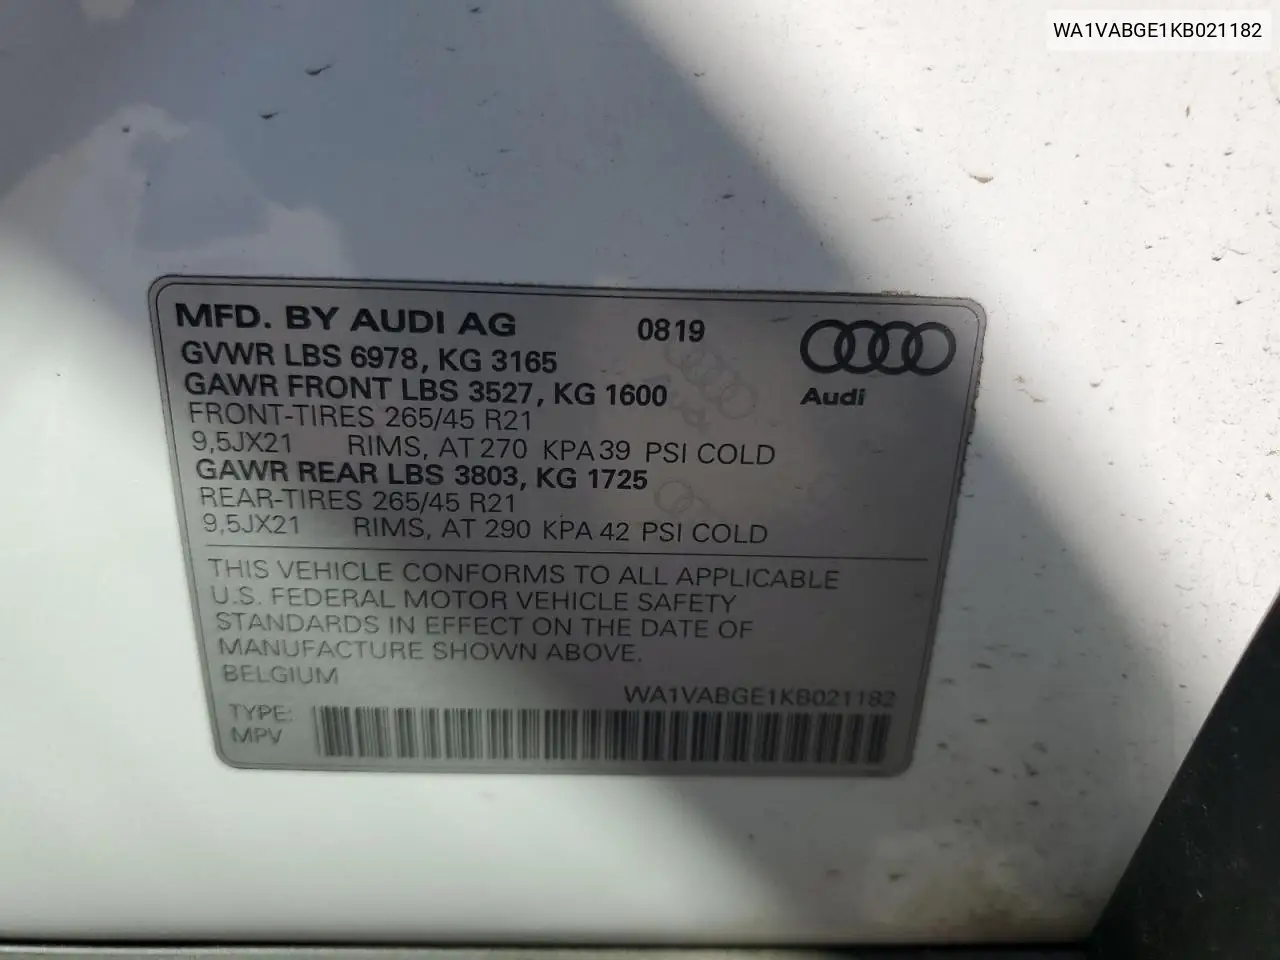 WA1VABGE1KB021182
MFD. BY AUDI AG 0819
GVWR LBS 6978, KG 3165
GAWR FRONT LBS 3527, KG 1600
Audi
FRONT-TIRES 265/45 R21
9,5JX21 RIMS, AT 270 KPA 39 PSI COLD
GAWR REAR LBS 3803, KG 1725
REAR-TIRES 265/45 R21
9,5JX21 RIMS, AT 290 KPA 42 PSI COLD
THIS VEHICLE CONFORMS TO ALL APPLICABLE
U.S. FEDERAL MOTOR VEHICLE SAFETY
STANDARDS IN EFFECT ON THE DATE OF
MANUFACTURE SHOWN ABOVE.
BELGIUM
WA1VABGE1KB021182
TYPE:
MPV